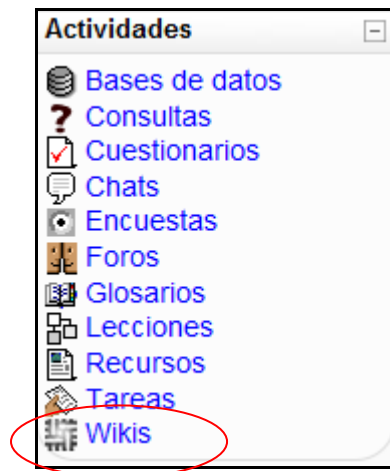 Actividades
Bases de datos
Consultas
Cuestionarios
Chats
Encuestas
Foros
Glosarios
Lecciones
Recursos
Tareas
Wikis